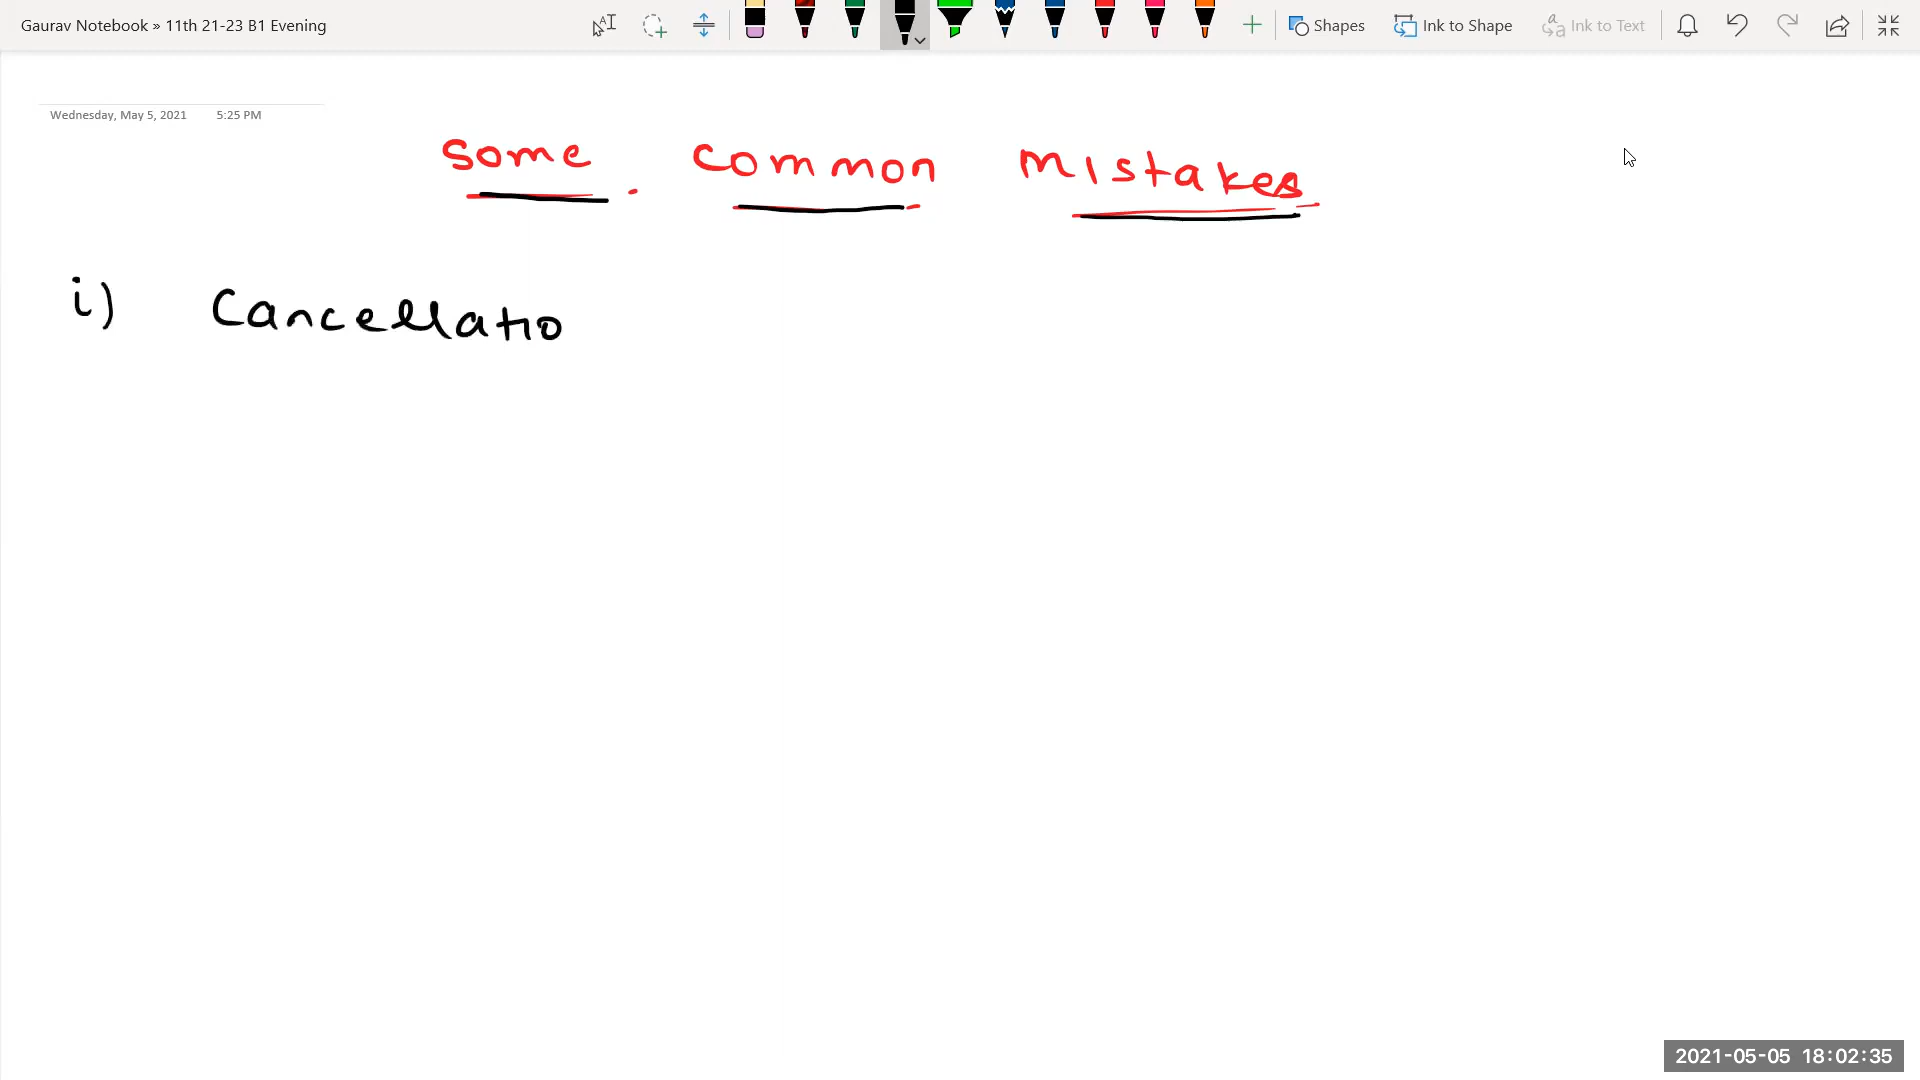 Gaurav Notebook » 11th 21-23 B1 Evening
Shapes Ink to Shape Ink to Text
Wednesday, May 5, 2021 5:25 PM
Some Common Mistakes
i) Cancellatio
2021-05-05 18:02:35